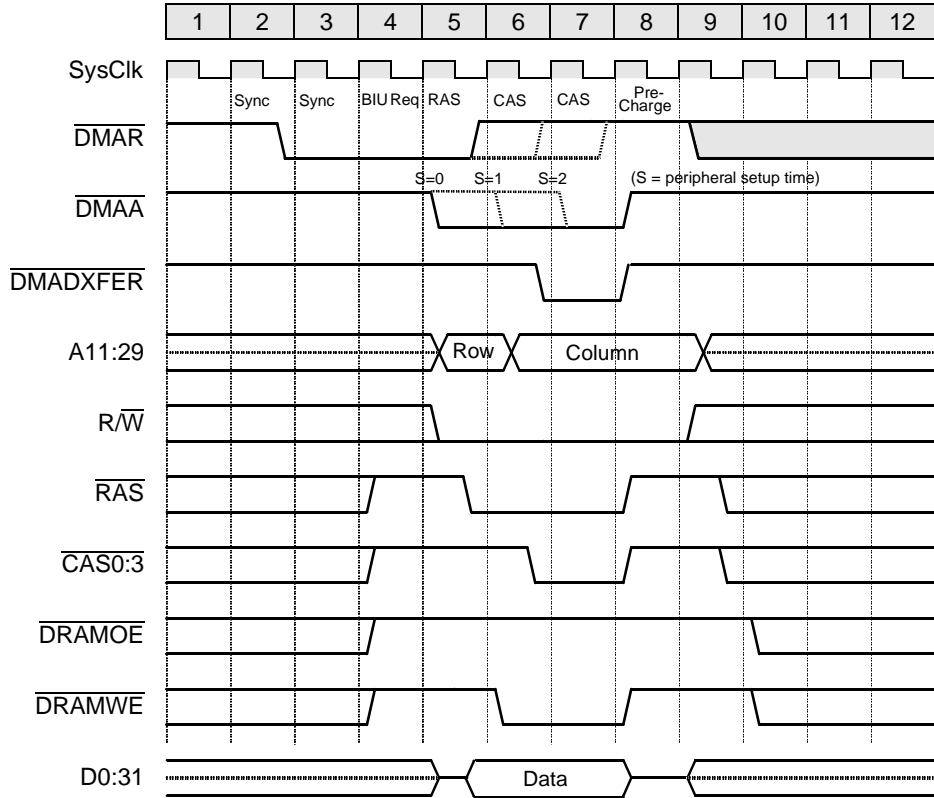 1 2 3 4 5 6 7 8 9 10 11 12
SysClk
Sync Sync BIU Req RAS CAS CAS Pre-
Charge
DMAR
S=0 S=1 S=2 (S = peripheral setup time)
DMAA
DMADXFER
A11:29 Row Column
R/W
RAS
CAS0:3
DRAMOE
DRAMWE
D0:31 Data